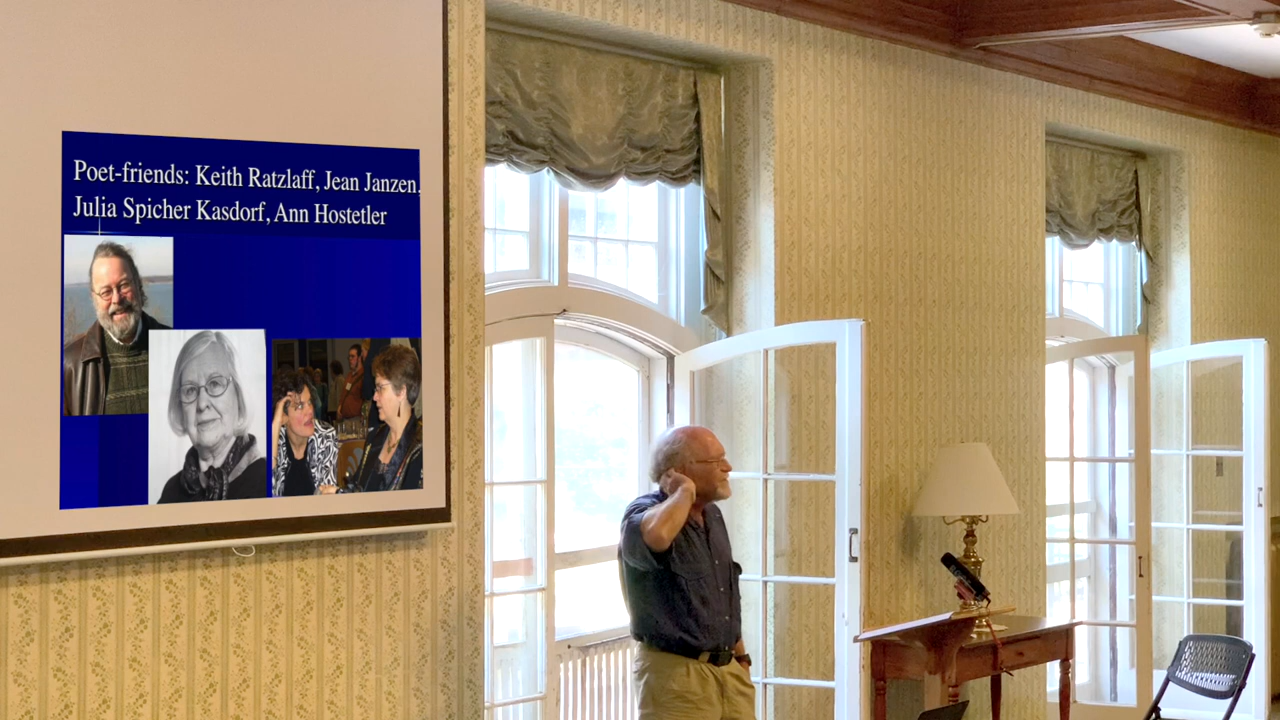 Poet-friends: Keith Ratzlaff, Jean Janzen,
Julia Spicher Kasdorf, Ann Hostetler